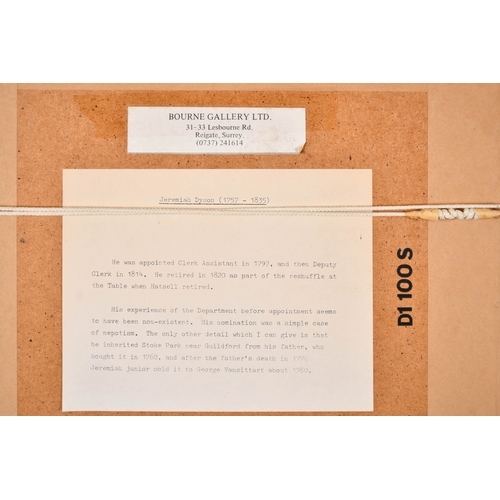 BOURNE GALLERY LTD.
31-33 Lesbourne Rd.
Reigate, Surrey.
(0737) 241614
Jeremiah Dyson (1757 - 1835)
He was appointed Clerk Assistant in 1797, and then Deputy
Clerk in 1814. He retired in 1820 as part of the reshuffle at
the Table when Hatsell retired.
His experience of the Department before appointment seems
to have been non-existent. His nomination was a simple case
of nepotism. The only other detail which I can give is that
he inherited Stoke Park near Guildford from his father, who
bought it in 1760, and after the father's death in 1776
Jeremiah junior sold it to George Vansittart about 1780.
D1 100 S